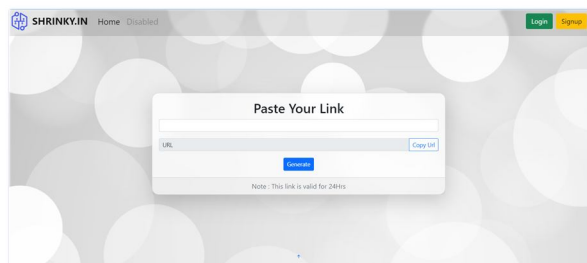 SHRINKY.IN Home Disabled Login Signup
Paste Your Link
URL Copy Url
Generate
Note : This link is valid for 24Hrs